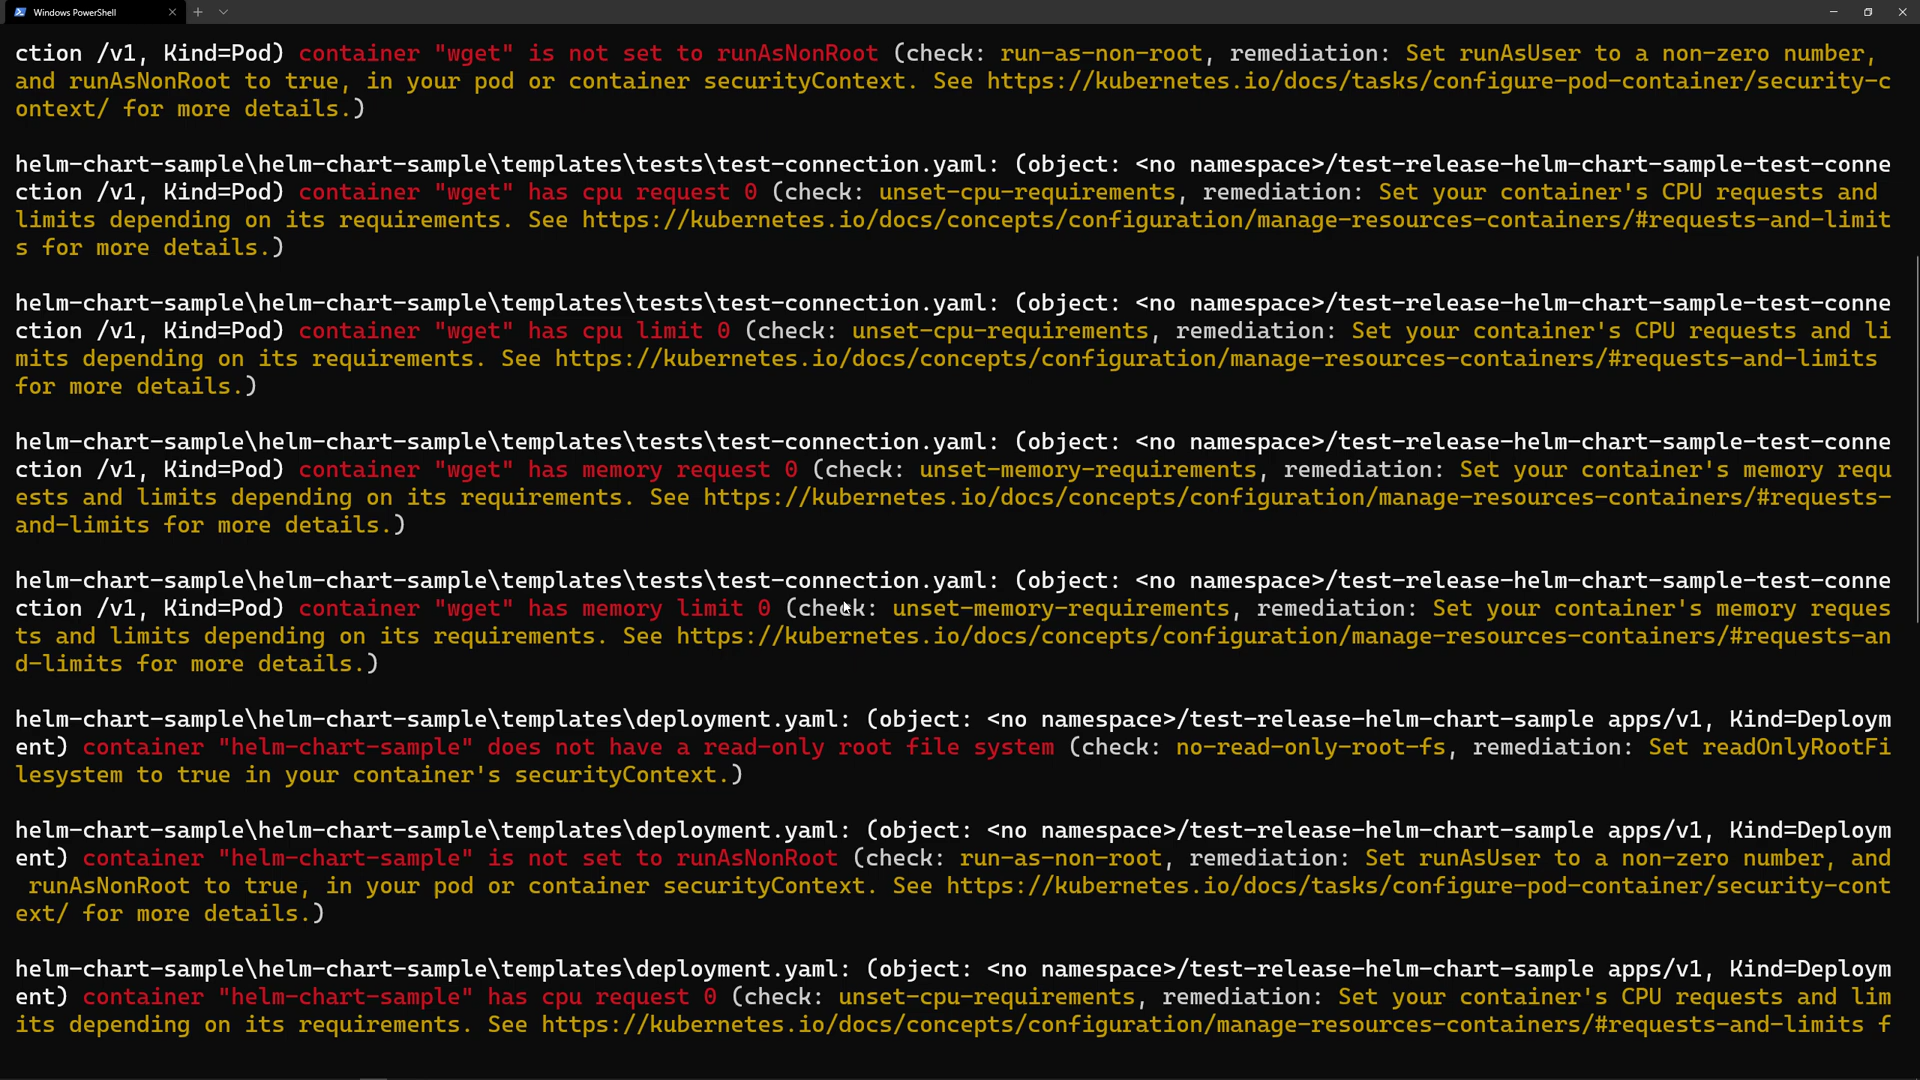 Windows PowerShell
ction /v1, Kind=Pod) container "wget" is not set to runAsNonRoot (check: run-as-non-root, remediation: Set runAsUser to a non-zero number,
and runAsNonRoot to true, in your pod or container securityContext. See https://kubernetes.io/docs/tasks/configure-pod-container/security-c
ontext/ for more details.)
helm-chart-sample\helm-chart-sample\templates\tests\test-connection.yaml: (object: <no namespace>/test-release-helm-chart-sample-test-conne
ction /v1, Kind=Pod) container "wget" has cpu request 0 (check: unset-cpu-requirements, remediation: Set your container's CPU requests and
limits depending on its requirements. See https://kubernetes.io/docs/concepts/configuration/manage-resources-containers/#requests-and-limit
s for more details.)
helm-chart-sample\helm-chart-sample\templates\tests\test-connection.yaml: (object: <no namespace>/test-release-helm-chart-sample-test-conne
ction /v1, Kind=Pod) container "wget" has cpu limit 0 (check: unset-cpu-requirements, remediation: Set your container's CPU requests and li
mits depending on its requirements. See https://kubernetes.io/docs/concepts/configuration/manage-resources-containers/#requests-and-limits
for more details.)
helm-chart-sample\helm-chart-sample\templates\tests\test-connection.yaml: (object: <no namespace>/test-release-helm-chart-sample-test-conne
ction /v1, Kind=Pod) container "wget" has memory request 0 (check: unset-memory-requirements, remediation: Set your container's memory requ
ests and limits depending on its requirements. See https://kubernetes.io/docs/concepts/configuration/manage-resources-containers/#requests-
and-limits for more details.)
helm-chart-sample\helm-chart-sample\templates\tests\test-connection.yaml: (object: <no namespace>/test-release-helm-chart-sample-test-conne
ction /v1, Kind=Pod) container "wget" has memory limit 0 (check: unset-memory-requirements, remediation: Set your container's memory reques
ts and limits depending on its requirements. See https://kubernetes.io/docs/concepts/configuration/manage-resources-containers/#requests-an
d-limits for more details.)
helm-chart-sample\helm-chart-sample\templates\deployment.yaml: (object: <no namespace>/test-release-helm-chart-sample apps/v1, Kind=Deploym
ent) container "helm-chart-sample" does not have a read-only root file system (check: no-read-only-root-fs, remediation: Set readOnlyRootFi
lesystem to true in your container's securityContext.)
helm-chart-sample\helm-chart-sample\templates\deployment.yaml: (object: <no namespace>/test-release-helm-chart-sample apps/v1, Kind=Deploym
ent) container "helm-chart-sample" is not set to runAsNonRoot (check: run-as-non-root, remediation: Set runAsUser to a non-zero number, and
 runAsNonRoot to true, in your pod or container securityContext. See https://kubernetes.io/docs/tasks/configure-pod-container/security-cont
ext/ for more details.)
helm-chart-sample\helm-chart-sample\templates\deployment.yaml: (object: <no namespace>/test-release-helm-chart-sample apps/v1, Kind=Deploym
ent) container "helm-chart-sample" has cpu request 0 (check: unset-cpu-requirements, remediation: Set your container's CPU requests and lim
its depending on its requirements. See https://kubernetes.io/docs/concepts/configuration/manage-resources-containers/#requests-and-limits f